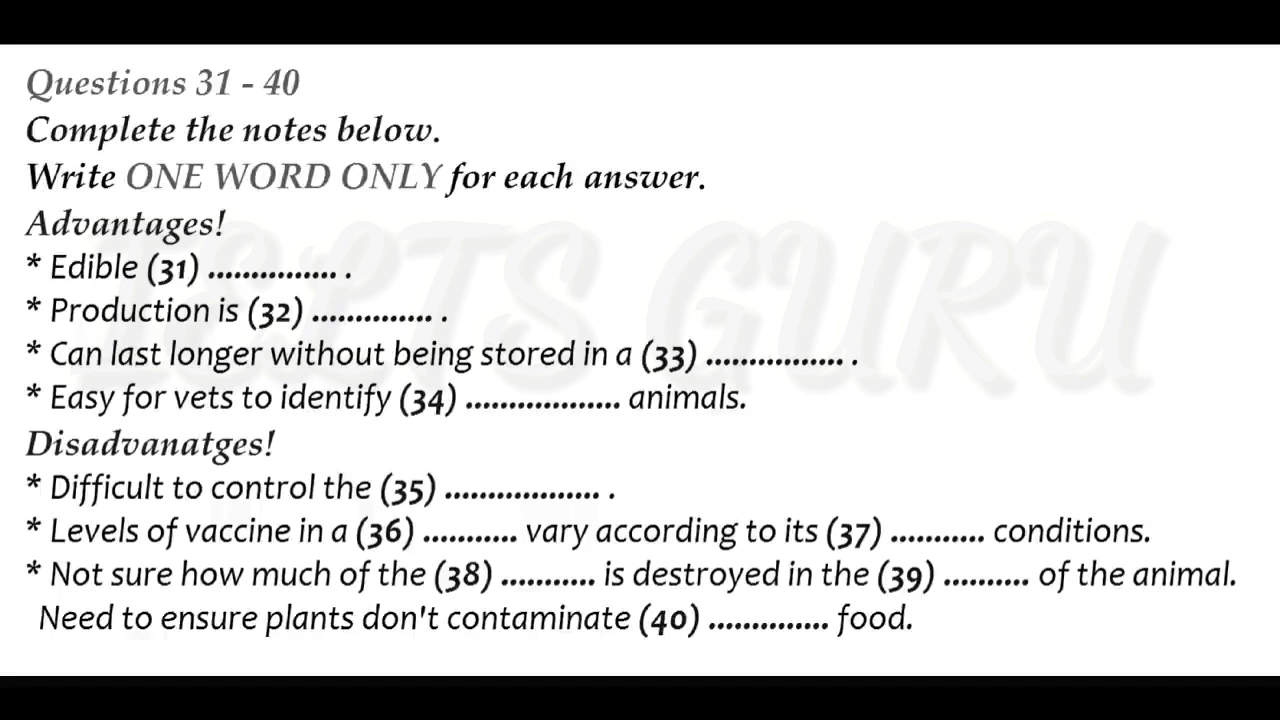 Questions 31 - 40
Complete the notes below.
Write ONE WORD ONLY for each answer.
Advantages!
* Edible (31) ............... .
* Production is (32) .............. .
* Can last longer without being stored in a (33) ................ .
* Easy for vets to identify (34) .................. animals.
Disadvanatges!
* Difficult to control the (35) .................. .
* Levels of vaccine in a (36) ........... vary according to its (37) ........... conditions.
* Not sure how much of the (38) ........... is destroyed in the (39) .......... of the animal.
Need to ensure plants don't contaminate (40) .............. food.
IELTS GURU